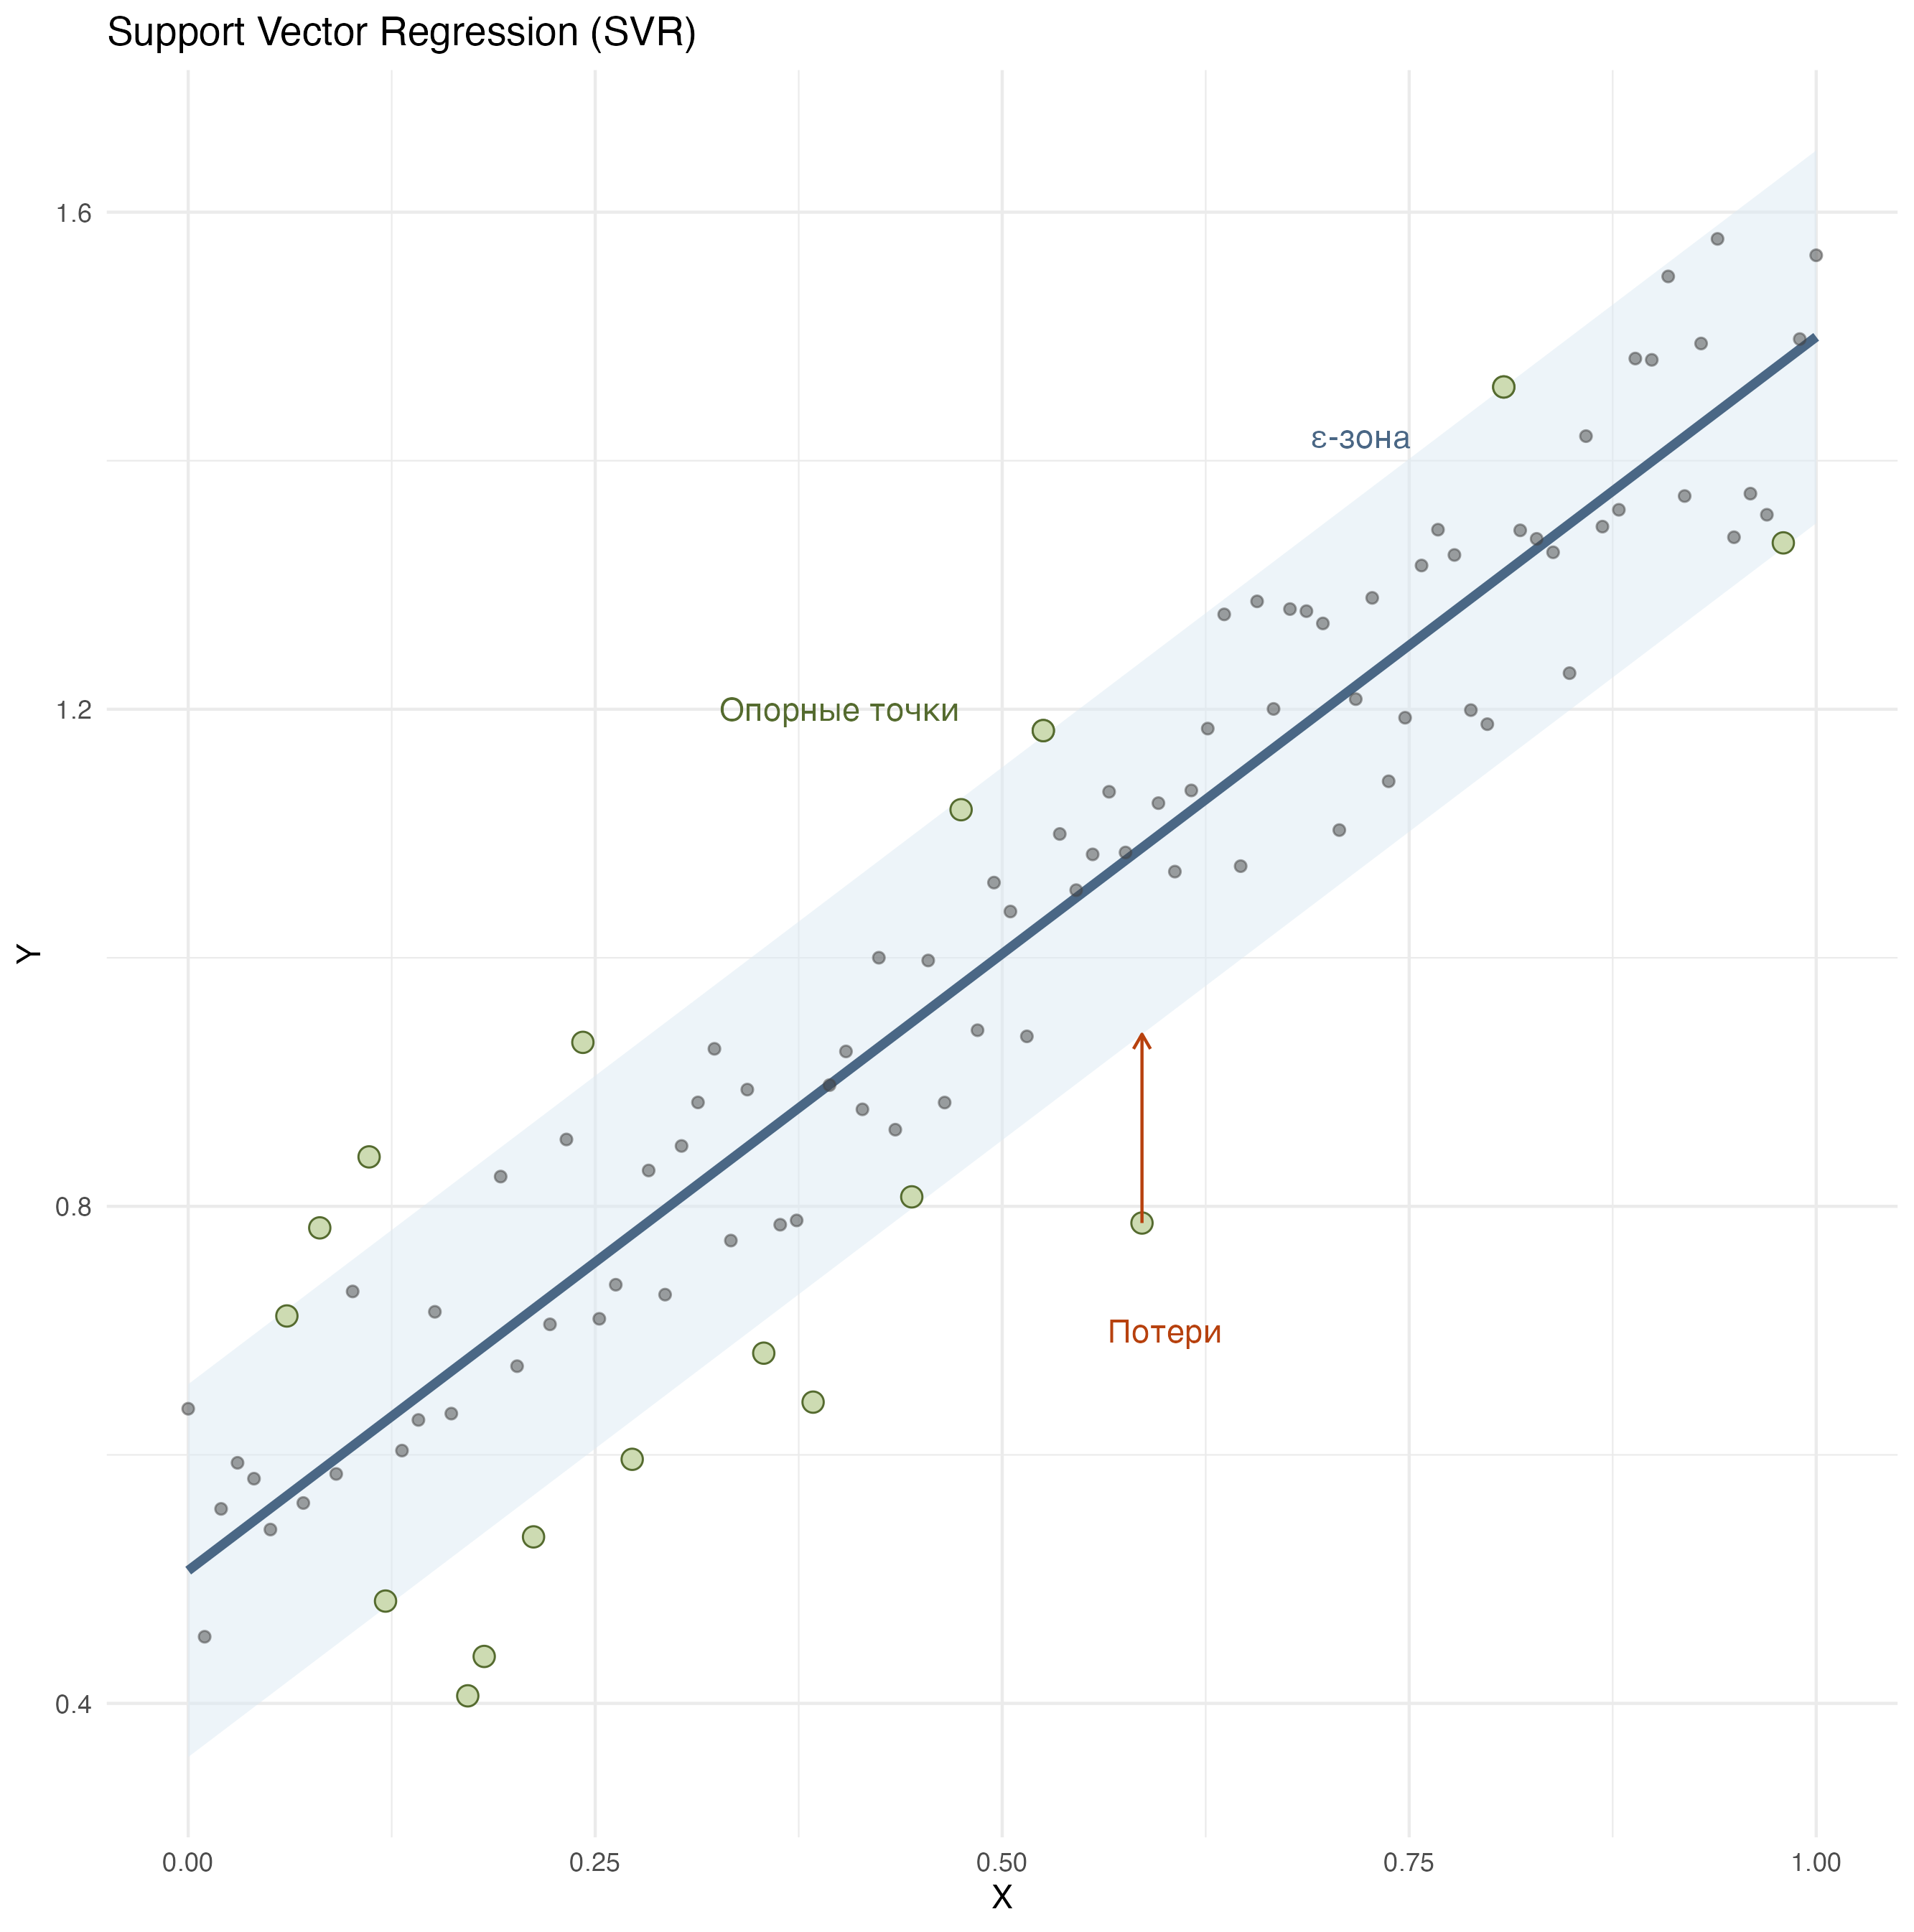 Support Vector Regression (SVR)
1.6
ε-зона
Опорные точки
1.2
Y
0.8
Потери
0.4
0.00 0.25 0.50 0.75 1.00
X